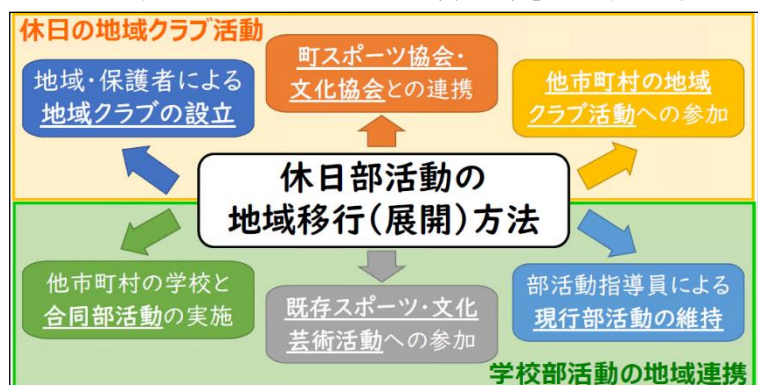 休日の地域クラブ活動
地域・保護者による
地域クラブの設立
町スポーツ協会・
文化協会との連携
他市町村の地域
クラブ活動への参加
休日部活動の
地域移行(展開)方法
他市町村の学校と
合同部活動の実施
既存スポーツ・文化
芸術活動への参加
部活動指導員による
現行部活動の維持
学校部活動の地域連携